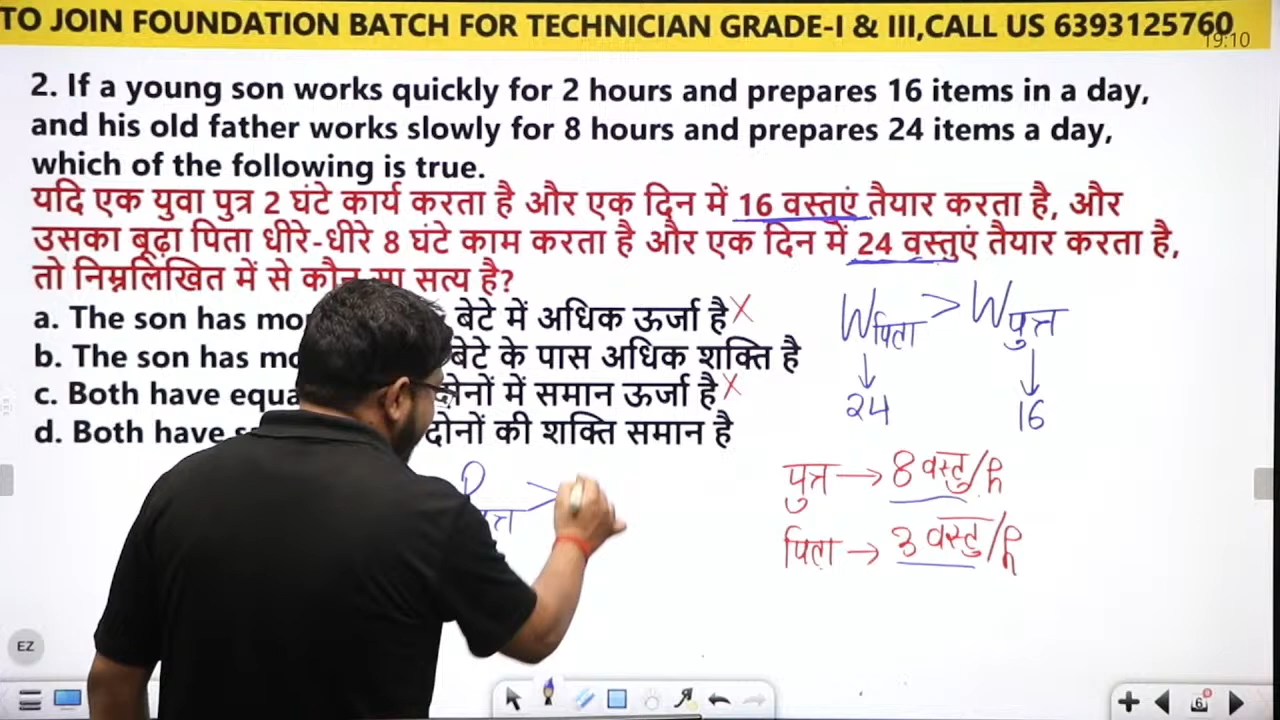 TO JOIN FOUNDATION BATCH FOR TECHNICIAN GRADE-I & III,CALL US 6393125760
19:10
2. If a young son works quickly for 2 hours and prepares 16 items in a day,
and his old father works slowly for 8 hours and prepares 24 items a day,
which of the following is true.
यदि एक युवा पुत्र 2 घंटे कार्य करता है और एक दिन में 16 वस्तुएं तैयार करता है, और
उसका बूढ़ा पिता धीरे-धीरे 8 घंटे काम करता है और एक दिन में 24 वस्तुएं तैयार करता है,
तो निम्नलिखित में से कौन सा सत्य है?
a. The son has बेटे में अधिक ऊर्जा है X
b. The son has बेटे के पास अधिक शक्ति है
c. Both have दोनों में समान ऊर्जा है X
d. Both have दोनों की शक्ति समान है
W पिता > W पुत्र
↓ ↓
24 16
पुत्र → 8 वस्तु/h
पिता → 3 वस्तु/h
P >
EZ
6